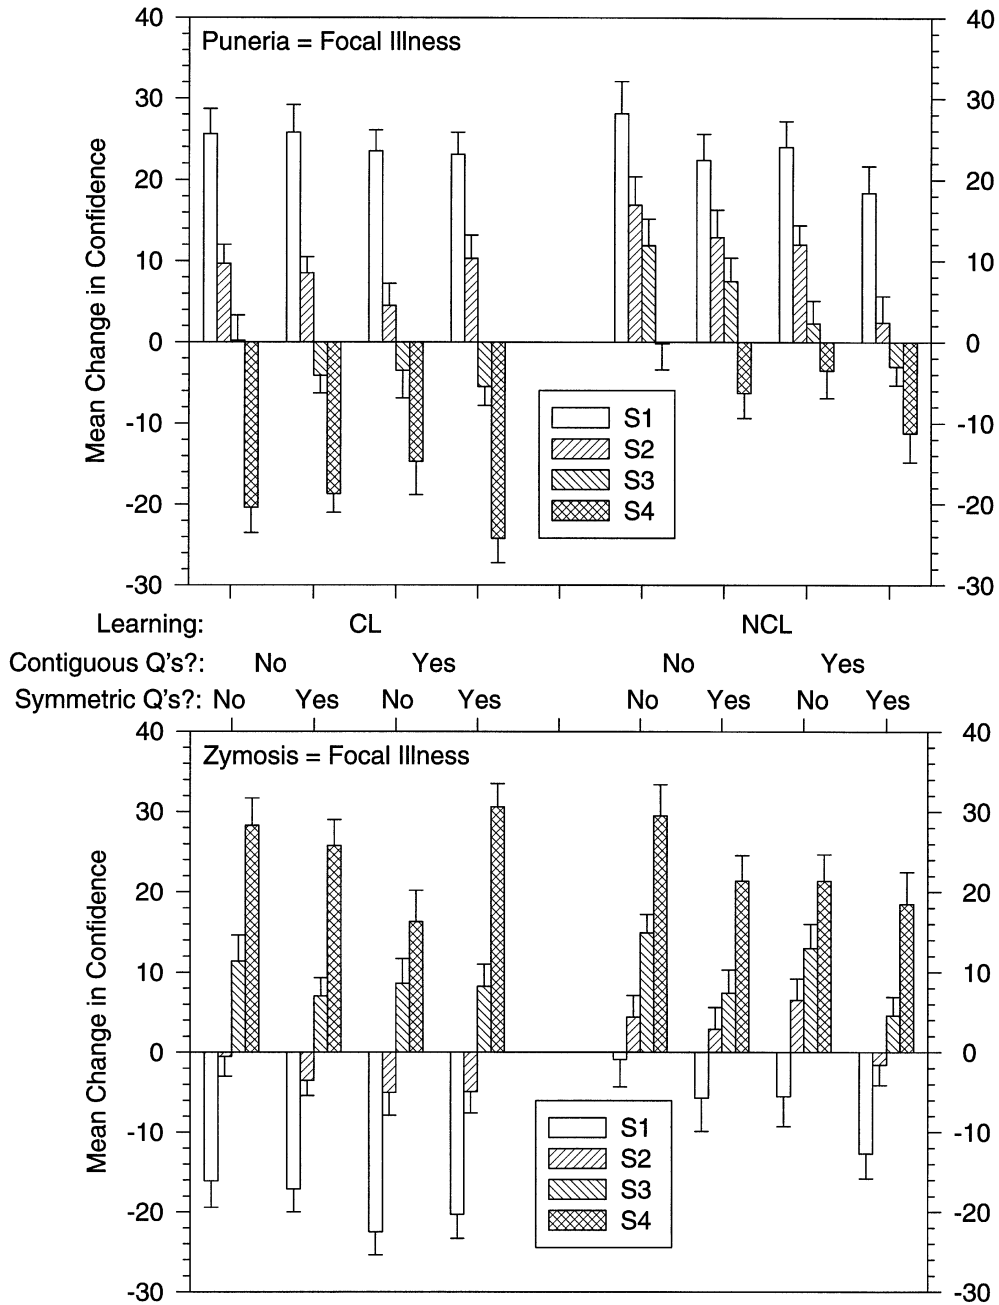 Puneria = Focal Illness
Mean Change in Confidence
40 40
30 30
20 20
10 10
0 0
-10 -10
-20 -20
-30 -30
S1
S2
S3
S4
Learning: CL NCL
Contiguous Q's?: No Yes No Yes
Symmetric Q's?: No Yes No Yes No Yes No Yes
Zymosis = Focal Illness
Mean Change in Confidence
40 40
30 30
20 20
10 10
0 0
-10 -10
-20 -20
-30 -30
S1
S2
S3
S4